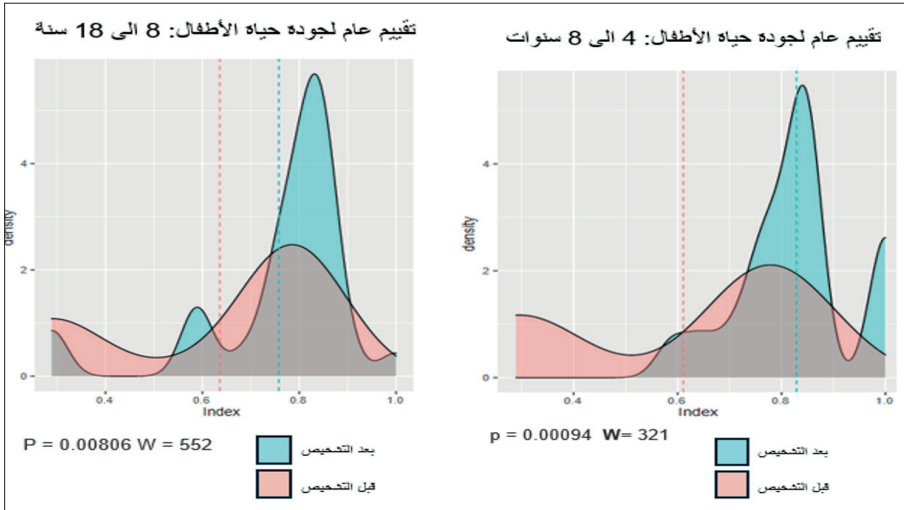 تقييم عام لجوده حياه الأطفال: 8 الى 18 سنة
density
4
2
0
0.4 0.6 0.8 1.0
Index
P = 0.00806 W = 552
بعد التشخيص
قبل التشخيص
تقييم عام لجوده حياه الأطفال: 4 الى 8 سنوات
density
4
2
0
0.4 0.6 0.8 1.0
Index
p = 0.00094 W= 321
بعد التشخيص
قبل التشخيص